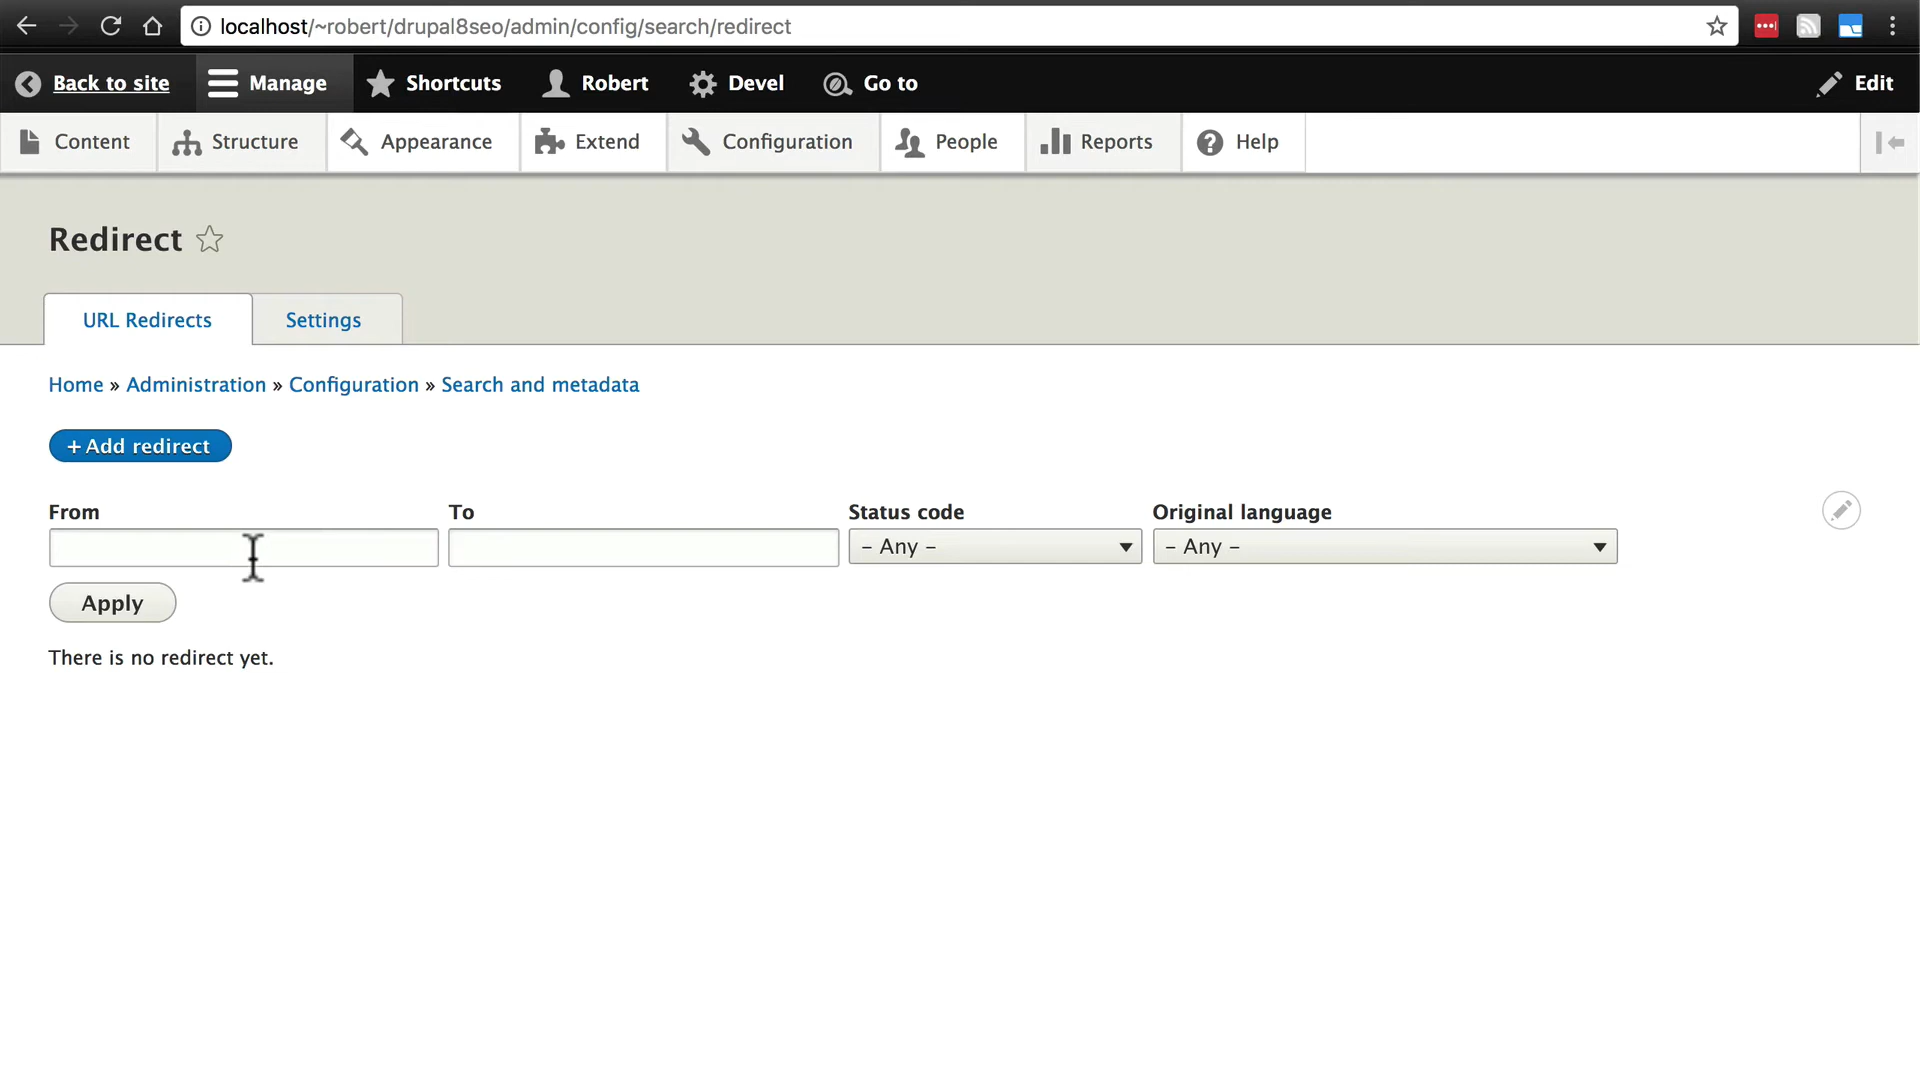 localhost/~robert/drupal8seo/admin/config/search/redirect
Back to site Manage Shortcuts Robert Devel Go to Edit
Content Structure Appearance Extend Configuration People Reports Help
Redirect
URL Redirects Settings
Home » Administration » Configuration » Search and metadata
+ Add redirect
From To Status code Original language
- Any - - Any -
Apply
There is no redirect yet.